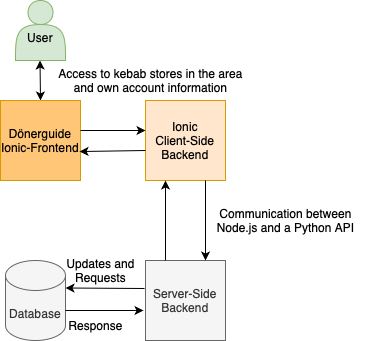 User
Access to kebab stores in the area
and own account information
Dönerguide
Ionic-Frontend
Ionic
Client-Side
Backend
Communication between
Node.js and a Python API
Updates and
Requests
Database
Response
Server-Side
Backend